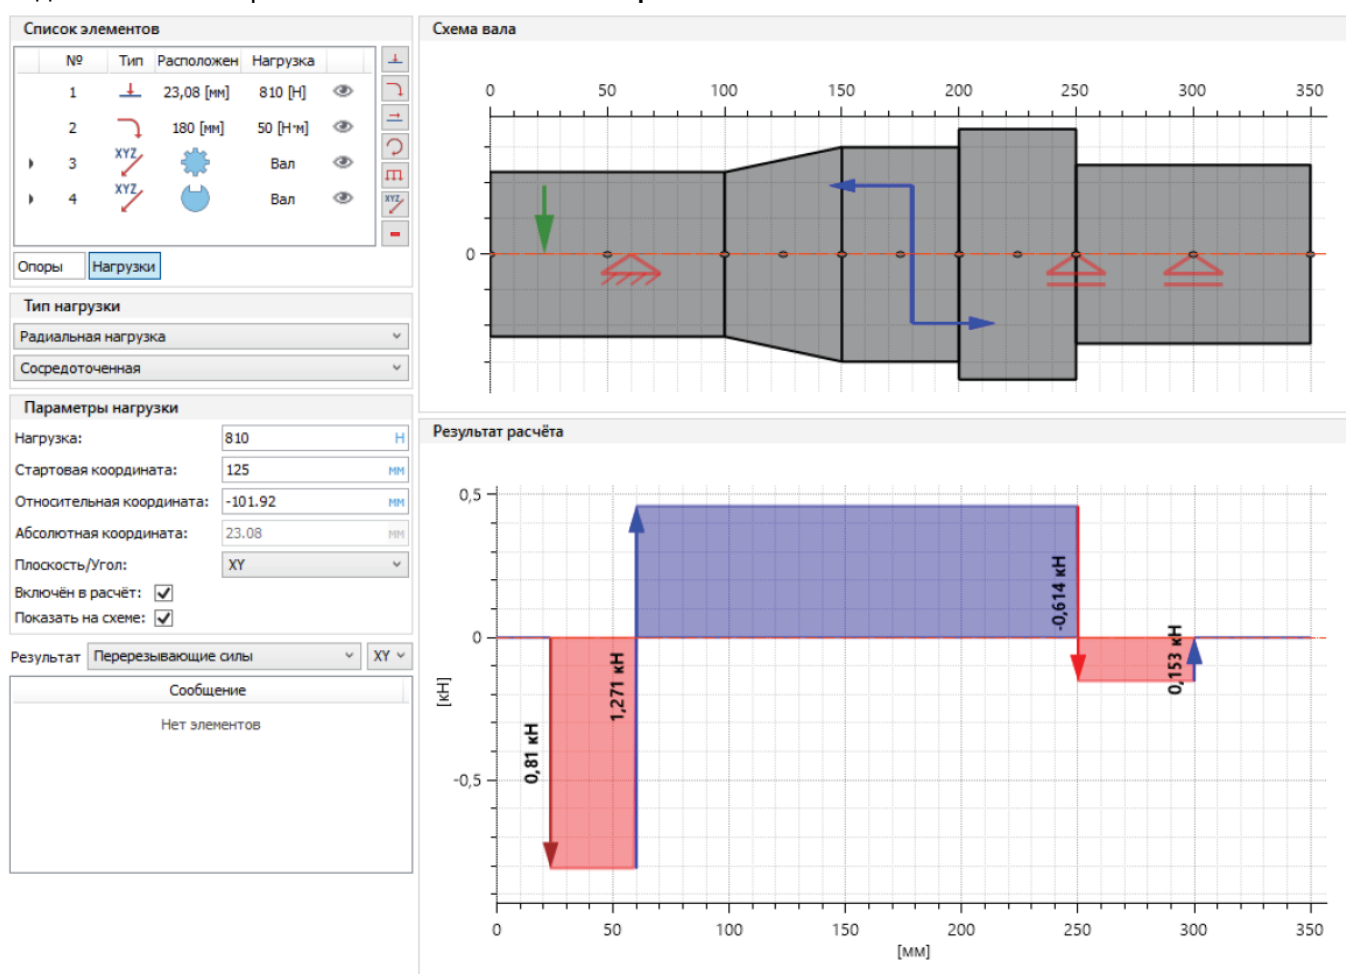 Список элементов
№ Тип Расположен Нагрузка
1 23,08 [мм] 810 [Н]
2 180 [мм] 50 [Н·м]
3 XYZ Вал
4 XYZ Вал
XYZ
Опоры Нагрузки
Тип нагрузки
Радиальная нагрузка
Сосредоточенная
Параметры нагрузки
Нагрузка: 810 Н
Стартовая координата: 125 мм
Относительная координата: -101.92 мм
Абсолютная координата: 23.08 мм
Плоскость/Угол: XY
Включён в расчёт:
Показать на схеме:
Результат Перерезывающие силы XY
Сообщение
Нет элементов
Схема вала
0 50 100 150 200 250 300 350
0
Результат расчёта
0,5
0
-0,5
[кН]
0,81 кН
1,271 кН
-0,614 кН
0,153 кН
0 50 100 150 200 250 300 350
[мм]